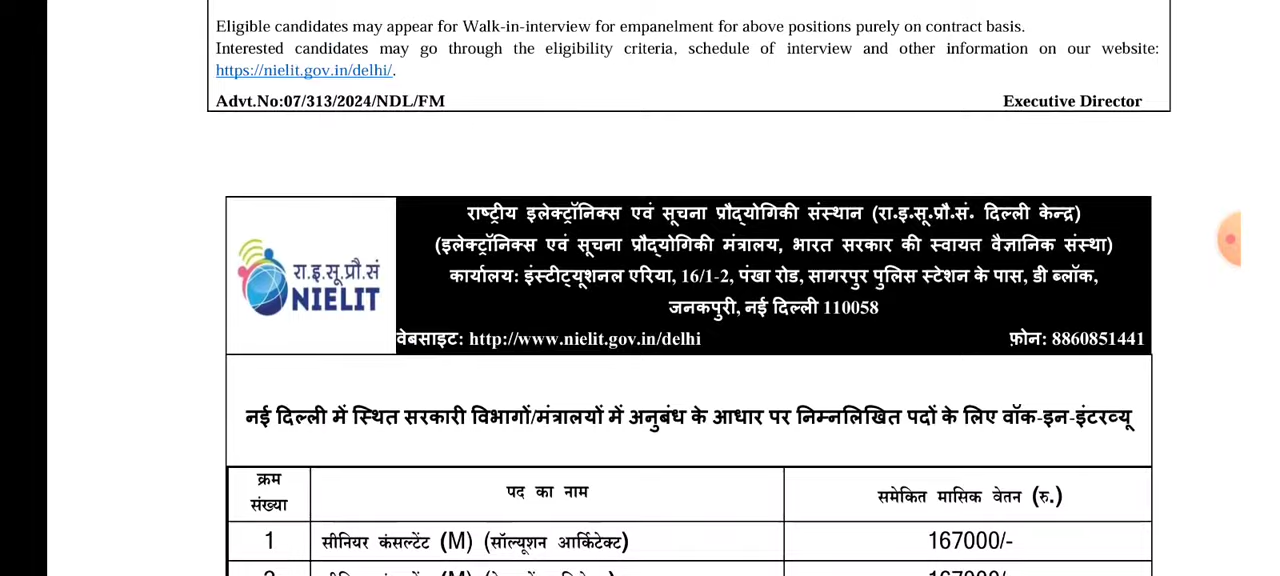 Eligible candidates may appear for Walk-in-interview for empanelment for above positions purely on contract basis.
Interested candidates may go through the eligibility criteria, schedule of interview and other information on our website:
https://nielit.gov.in/delhi/.
Advt.No:07/313/2024/NDL/FM Executive Director
राष्ट्रीय इलेक्ट्रॉनिक्स एवं सूचना प्रौद्योगिकी संस्थान (रा.इ.सू.प्रौ.सं. दिल्ली केन्द्र)
(इलेक्ट्रॉनिक्स एवं सूचना प्रौद्योगिकी मंत्रालय, भारत सरकार की स्वायत्त वैज्ञानिक संस्था)
कार्यालय: इंस्टीट्यूशनल एरिया, 16/1-2, पंखा रोड, सागरपुर पुलिस स्टेशन के पास, डी ब्लॉक,
जनकपुरी, नई दिल्ली 110058
वेबसाइट: http://www.nielit.gov.in/delhi फ़ोन: 8860851441
रा.इ.सू.प्रौ.सं
NIELIT
नई दिल्ली में स्थित सरकारी विभागों/मंत्रालयों में अनुबंध के आधार पर निम्नलिखित पदों के लिए वॉक-इन-इंटरव्यू
क्रम संख्या पद का नाम समेकित मासिक वेतन (रु.)
1 सीनियर कंसल्टेंट (M) (सॉल्यूशन आर्किटेक्ट) 167000/-